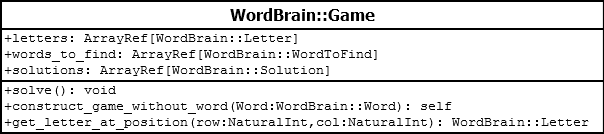 WordBrain::Game
+letters: ArrayRef[WordBrain::Letter]
+words_to_find: ArrayRef[WordBrain::WordToFind]
+solutions: ArrayRef[WordBrain::Solution]
+solve(): void
+construct_game_without_word(Word:WordBrain::Word): self
+get_letter_at_position(row:NaturalInt,col:NaturalInt): WordBrain::Letter